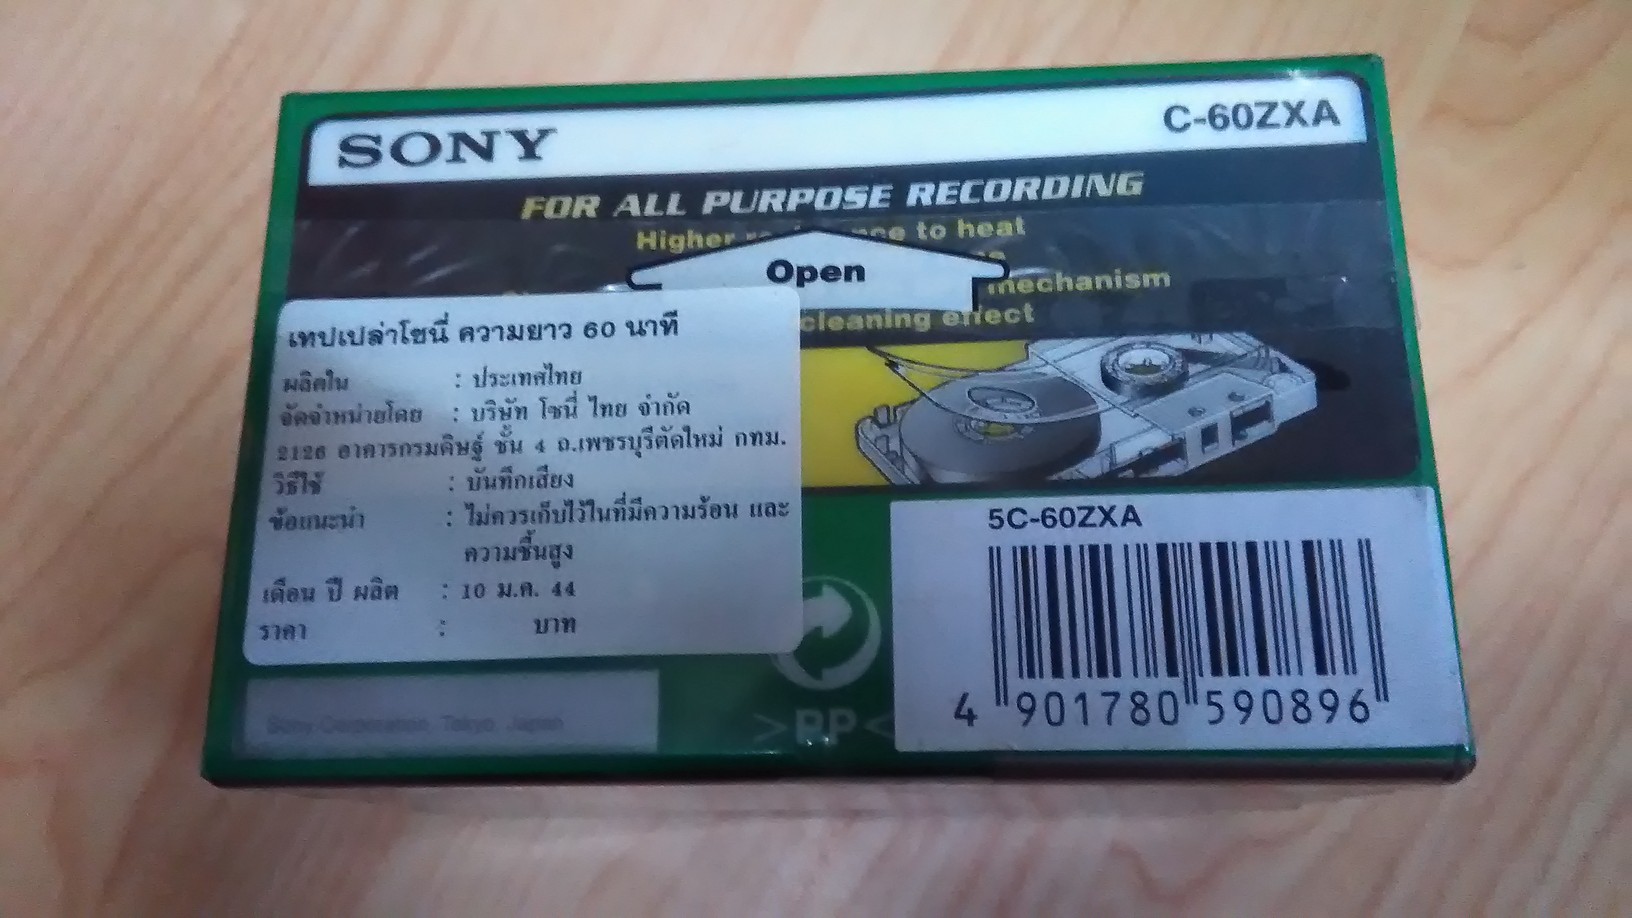 SONY
C-60ZXA
FOR ALL PURPOSE RECORDING
Higher to heat
Open
mechanism
cleaning effect
เทปเปล่าโซนี่ ความยาว 60 นาที
ผลิตใน : ประเทศไทย
จัดจำหน่ายโดย : บริษัท โซนี่ ไทย จำกัด
2126 อาคารกรมดิษฐ์ ชั้น 4 ถ.เพชรบุรีตัดใหม่ กทม.
วิธีใช้ : บันทึกเสียง
ข้อแนะนำ : ไม่ควรเก็บไว้ในที่มีความร้อน และ
ความชื้นสูง
เดือน ปี ผลิต : 10 ม.ค. 44
ราคา : บาท
Sony Corporation, Tokyo, Japan
>PP<
5C-60ZXA
4 901780 590896